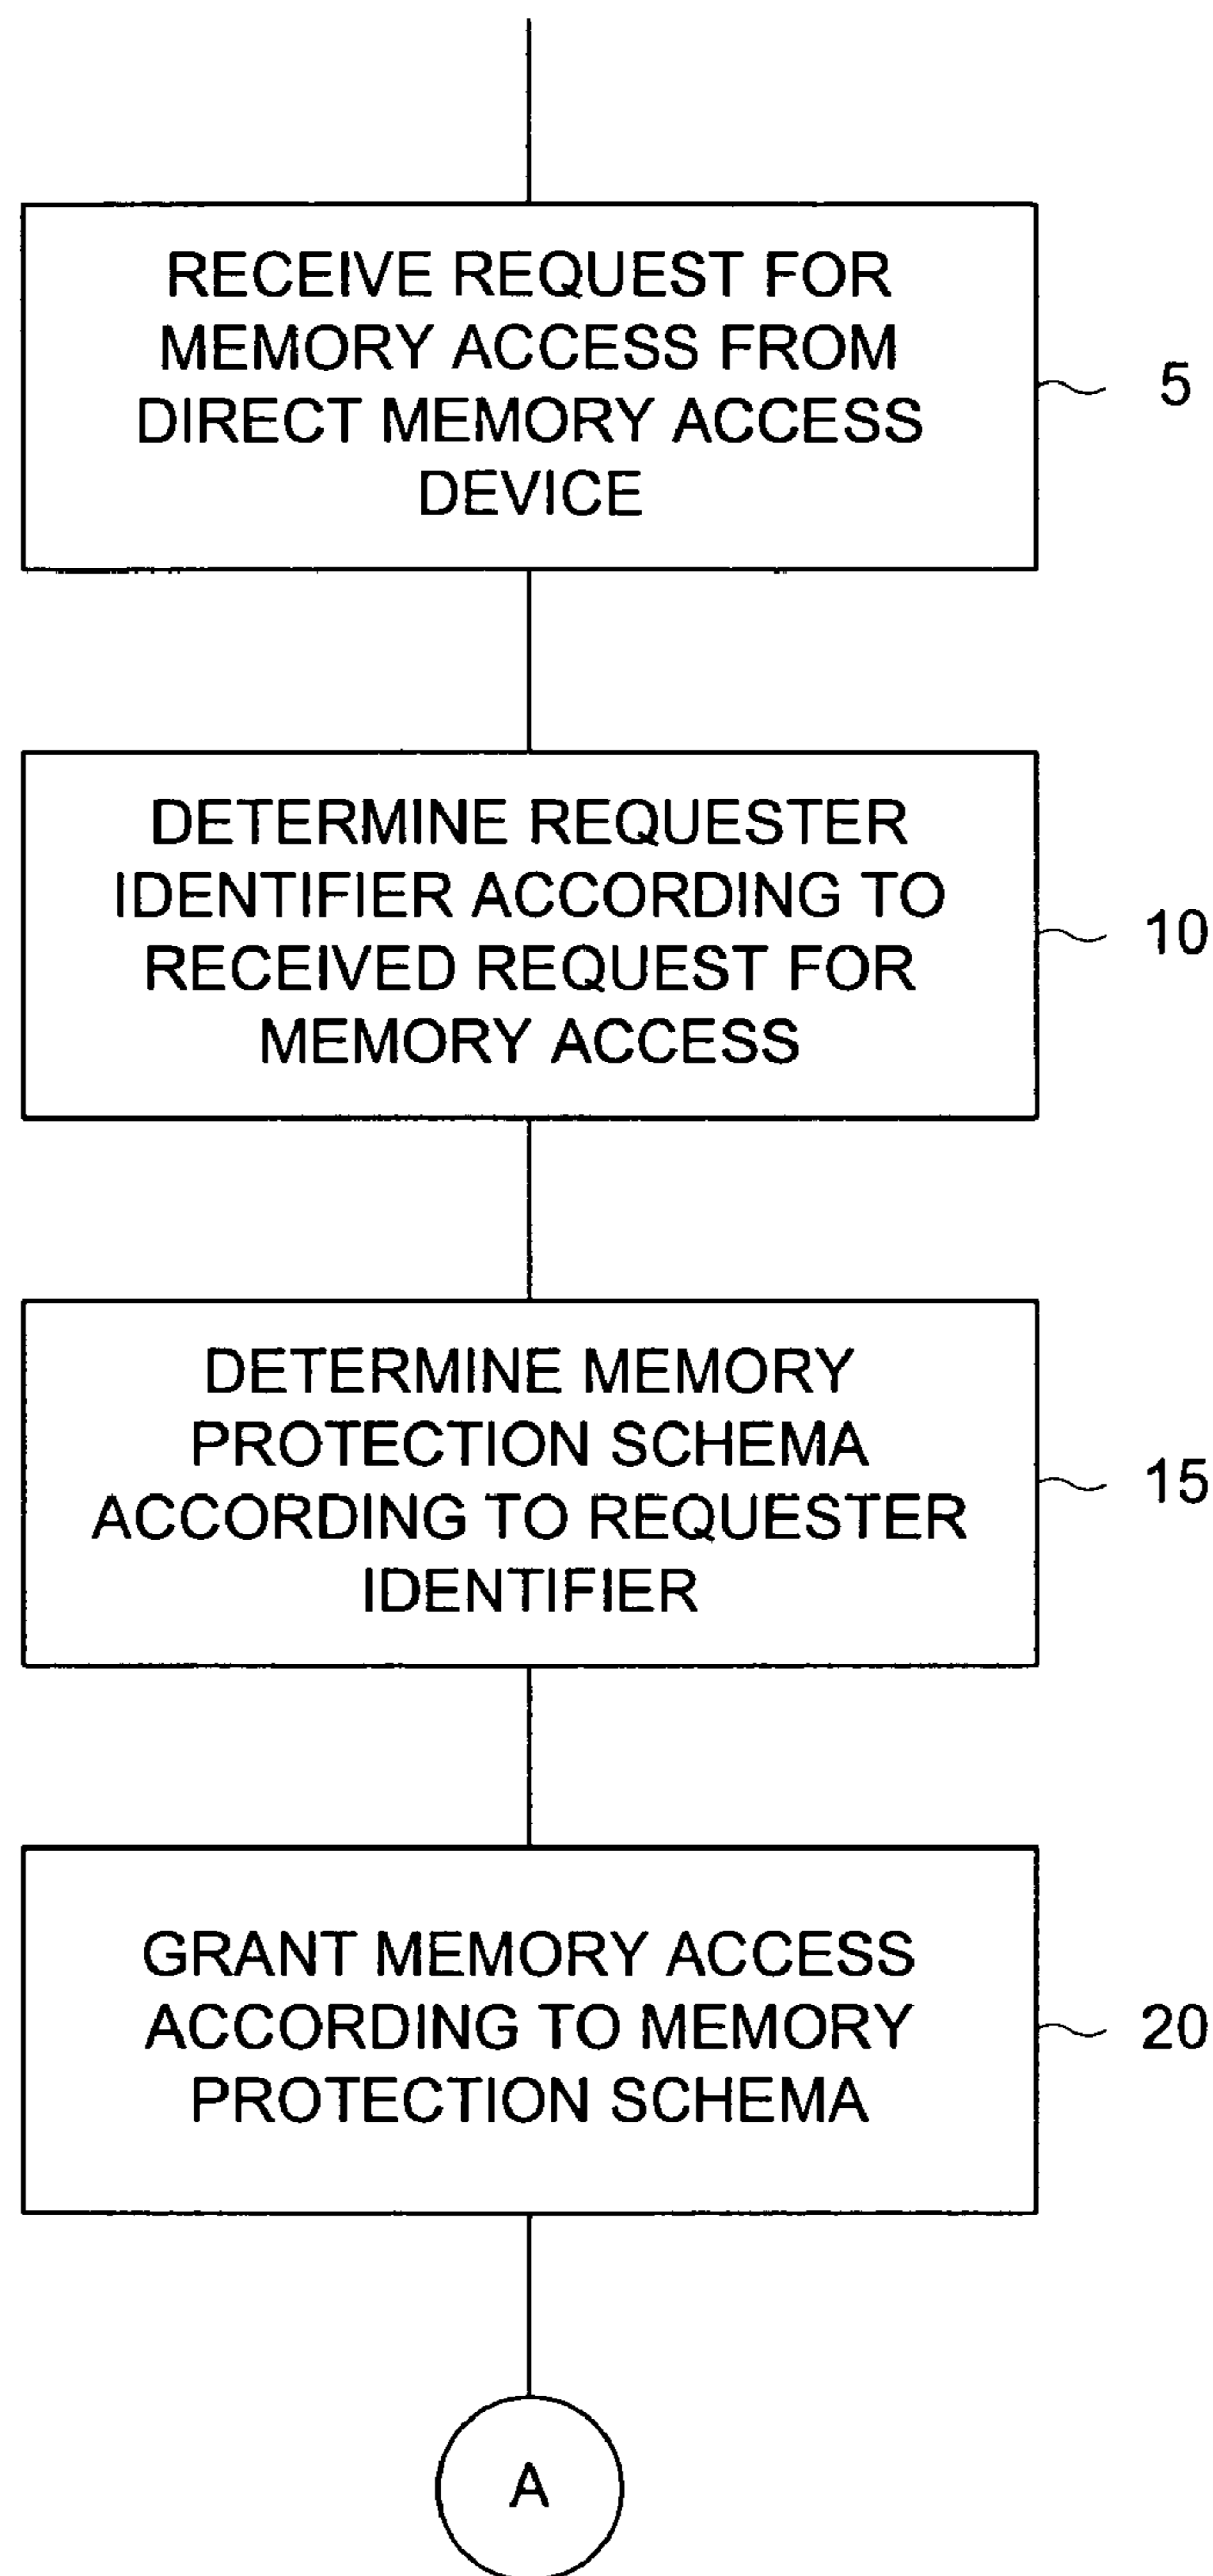 RECEIVE REQUEST FOR
MEMORY ACCESS FROM
DIRECT MEMORY ACCESS
DEVICE
5
DETERMINE REQUESTER
IDENTIFIER ACCORDING TO
RECEIVED REQUEST FOR
MEMORY ACCESS
10
DETERMINE MEMORY
PROTECTION SCHEMA
ACCORDING TO REQUESTER
IDENTIFIER
15
GRANT MEMORY ACCESS
ACCORDING TO MEMORY
PROTECTION SCHEMA
20
A